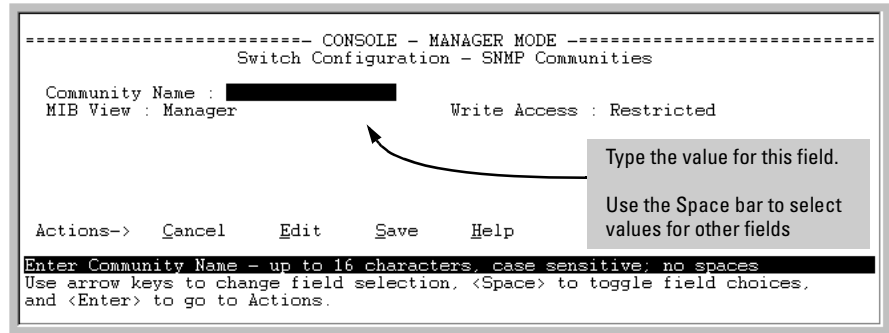 ==========================- CONSOLE - MANAGER MODE -============================
Switch Configuration - SNMP Communities
Community Name :
MIB View : Manager Write Access : Restricted
Type the value for this field.
Use the Space bar to select
values for other fields
Actions-> Cancel Edit Save Help
Enter Community Name - up to 16 characters, case sensitive; no spaces
Use arrow keys to change field selection, <Space> to toggle field choices,
and <Enter> to go to Actions.